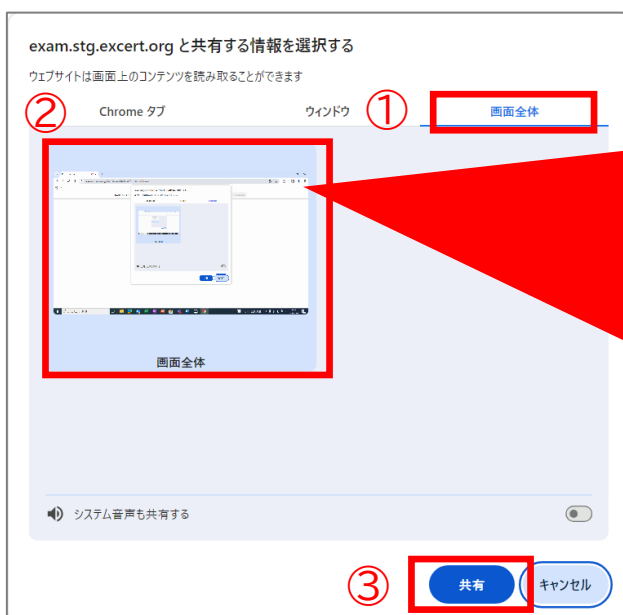 exam.stg.excert.org と共有する情報を選択する
ウェブサイトは画面上のコンテンツを読み取ることができます
② Chrome タブ ウィンドウ ① 画面全体
画面全体
システム音声も共有する
③ 共有 キャンセル